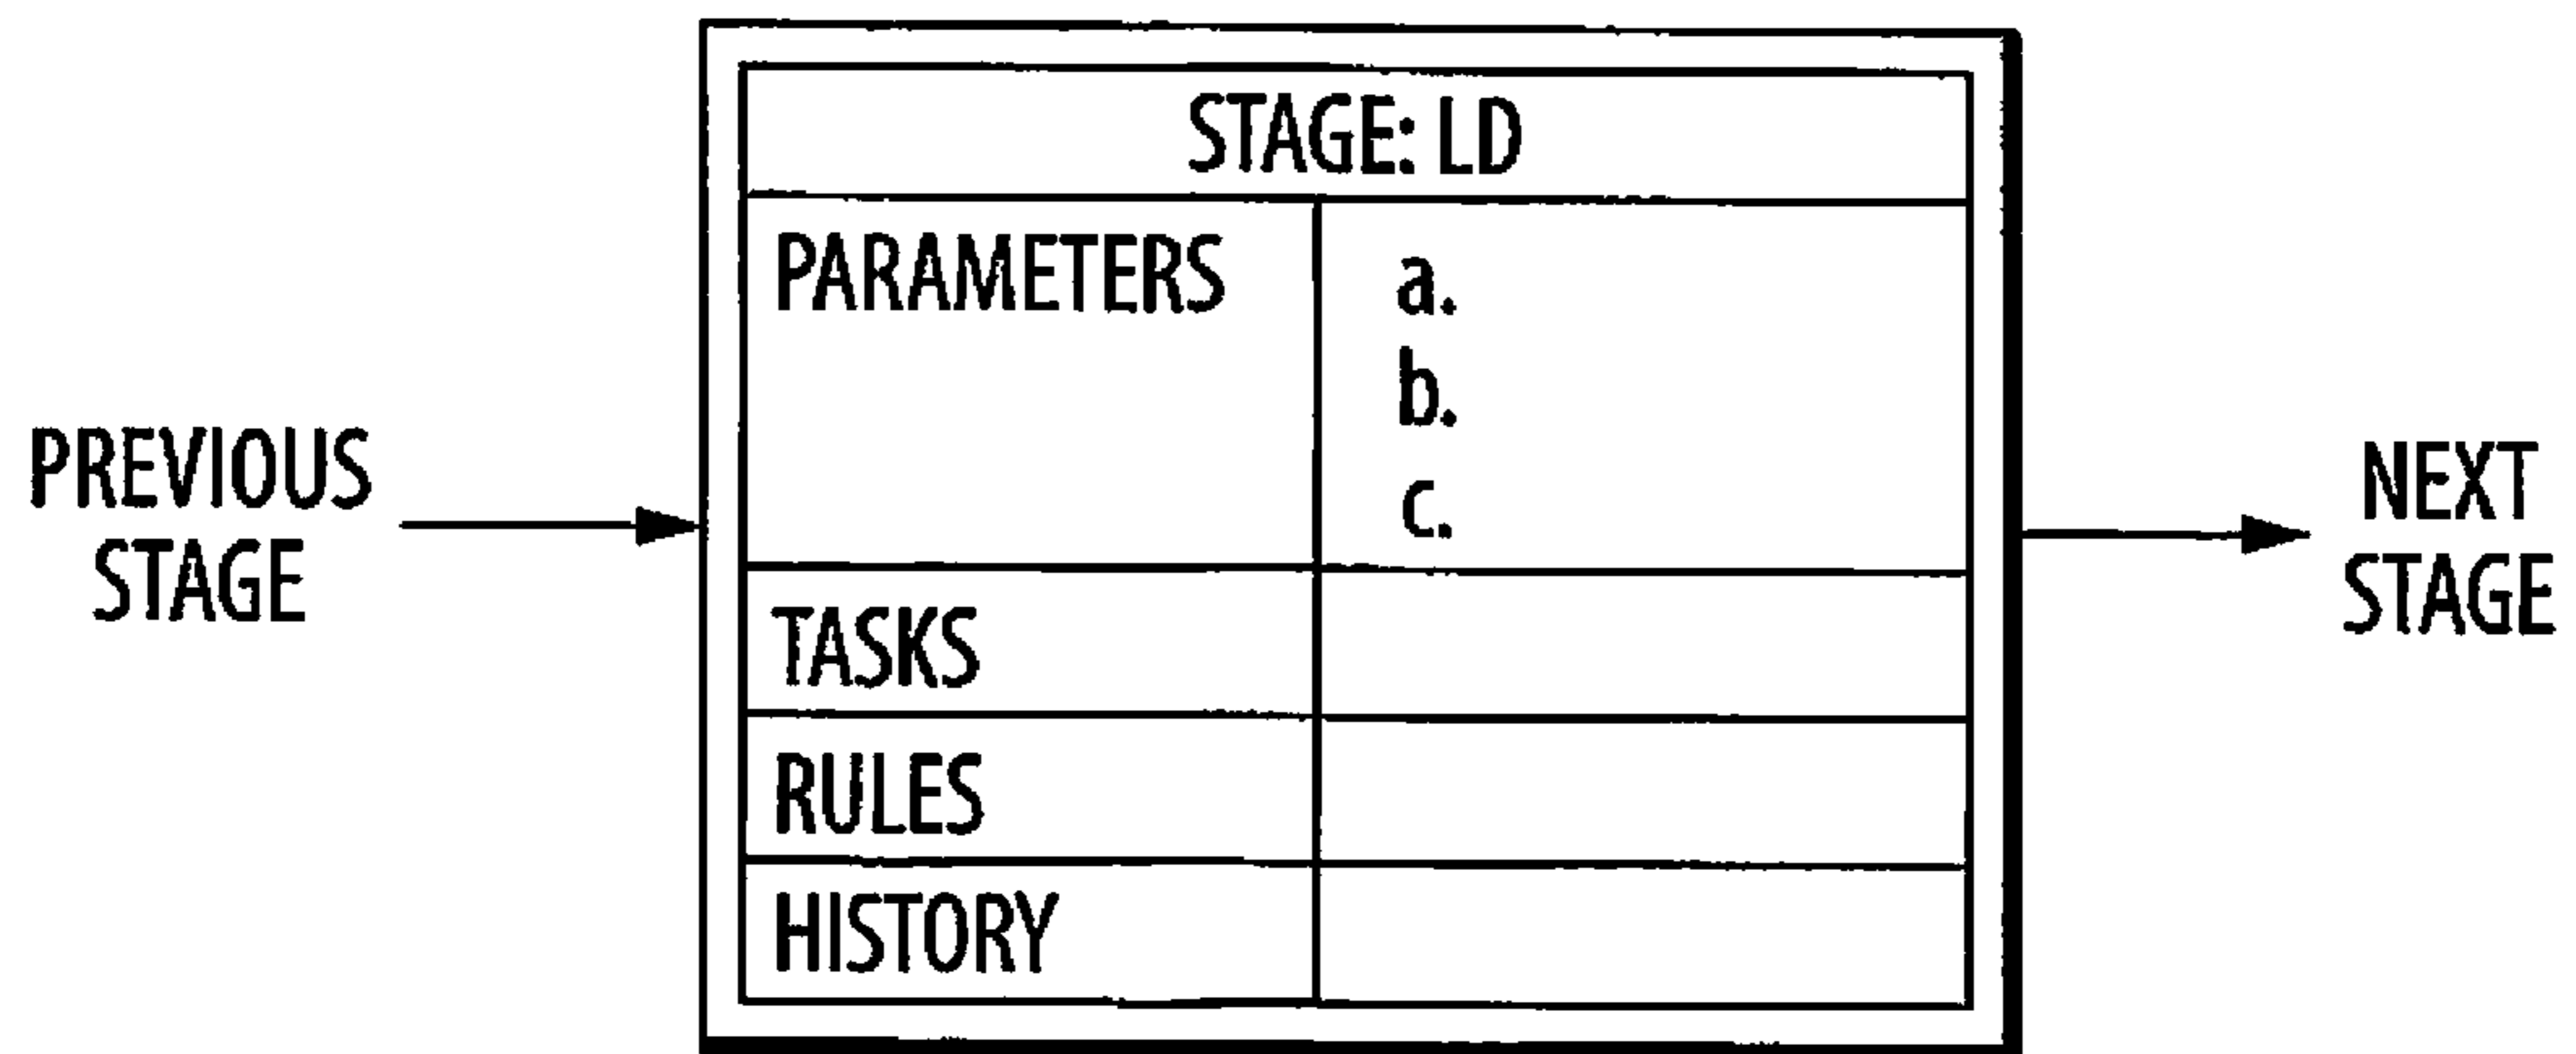 STAGE: LD
PARAMETERS
a.
b.
c.
PREVIOUS
STAGE
NEXT
STAGE
TASKS
RULES
HISTORY